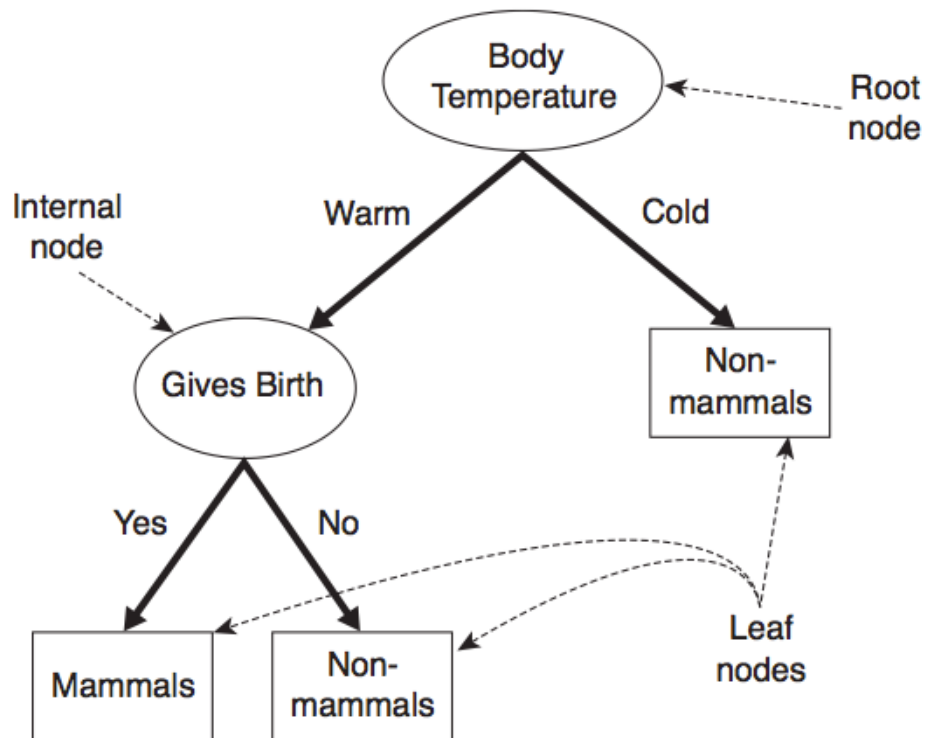 Body
Temperature
Root
node
Internal
node
Warm
Cold
Gives Birth
Non-
mammals
Yes
No
Mammals
Non-
mammals
Leaf
nodes